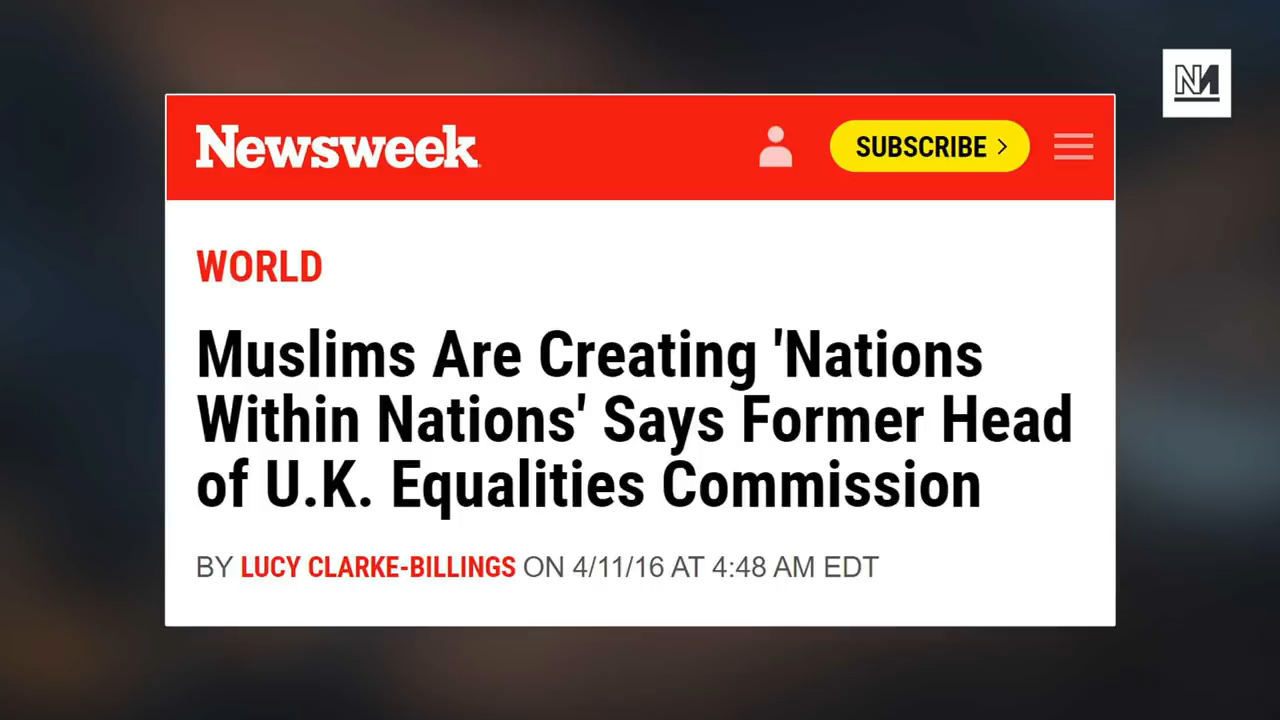 NM
Newsweek
SUBSCRIBE >
WORLD
Muslims Are Creating 'Nations
Within Nations' Says Former Head
of U.K. Equalities Commission
BY LUCY CLARKE-BILLINGS ON 4/11/16 AT 4:48 AM EDT